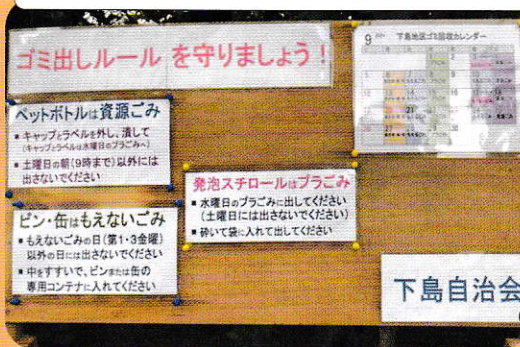 ゴミ出しルール を守りましょう!
9 下島地区ゴミ回収カレンダー
ペットボトルは資源ごみ
■ キャップとラベルを外し、潰して
(キャップとラベルは水曜日のプラごみへ)
■ 土曜日の朝(9時まで)以外には
出さないでください
発泡スチロールはプラごみ
■ 水曜日のプラごみに出してください
(土曜日には出さないでください)
■ 砕いて袋に入れて出してください
ビン・缶はもえないごみ
■ もえないごみの日(第1・3金曜)
以外の日には出さないでください
■ 中をすすいで、ビンまたは缶の
専用コンテナに入れてください
下島自治会